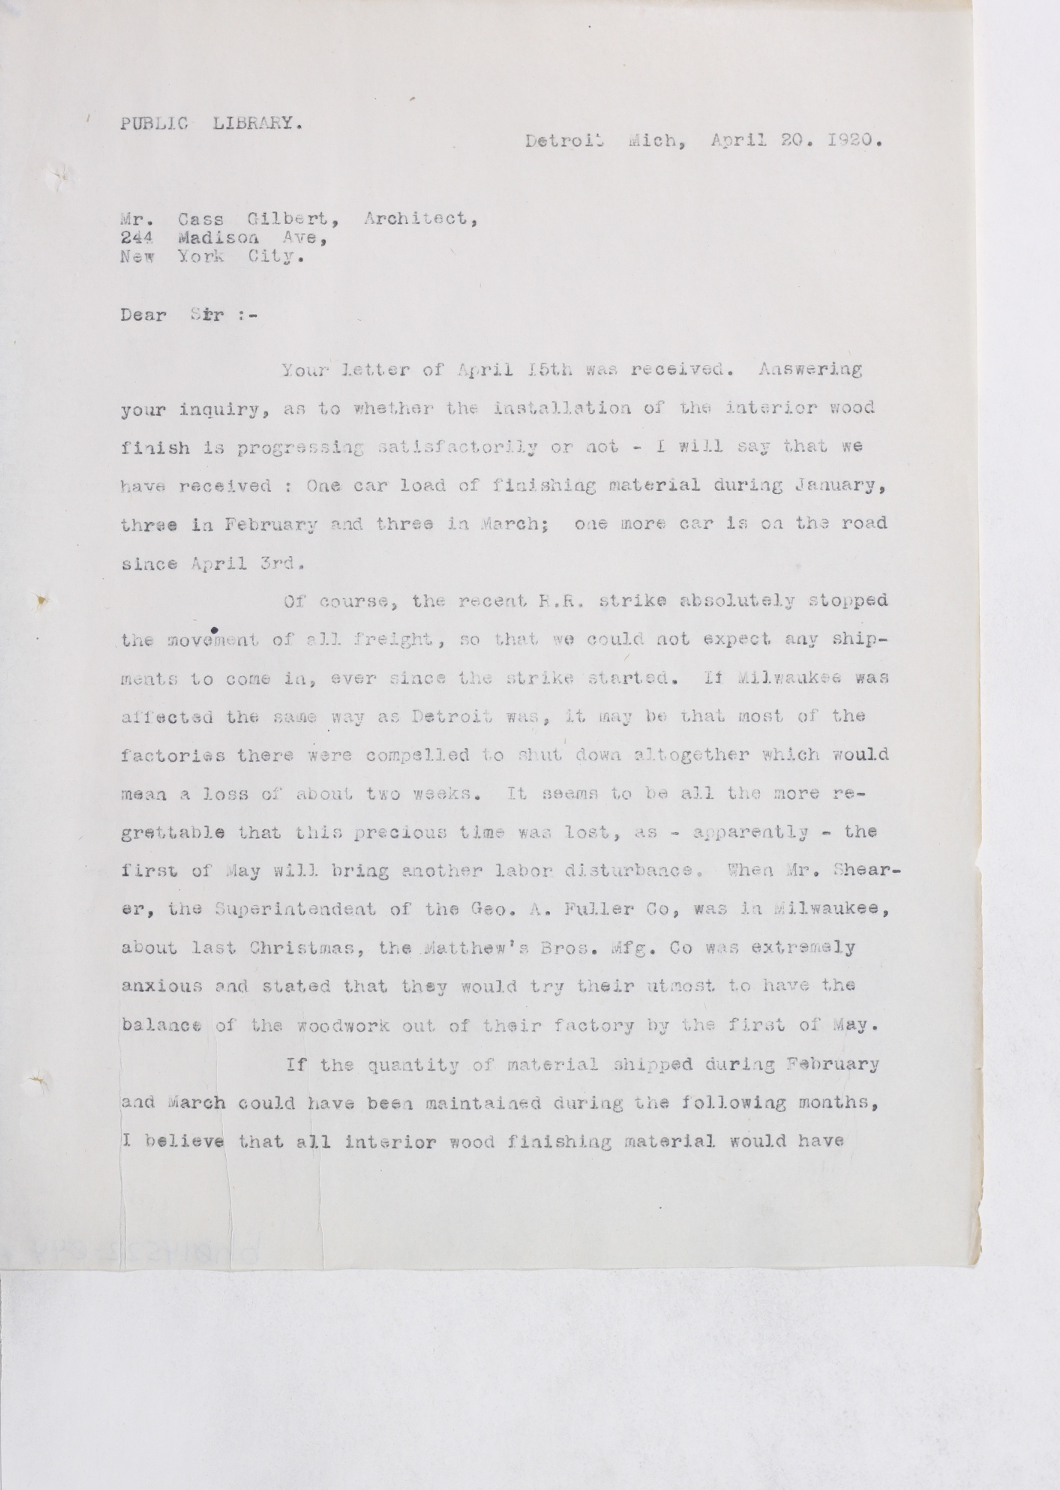 PUBLIC LIBRARY.
Detroit Mich, April 20. 1920.
Mr. Cass Gilbert, Architect,
244 Madison Ave,
New York City.
Dear Sir :-
Your letter of April 15th was received. Answering
your inquiry, as to whether the installation of the interior wood
finish is progressing satisfactorily or not - I will say that we
have received : One car load of finishing material during January,
three in February and three in March; one more car is on the road
since April 3rd.
Of course, the recent R.R. strike absolutely stopped
the movement of all freight, so that we could not expect any ship-
ments to come in, ever since the strike started. If Milwaukee was
affected the same way as Detroit was, it may be that most of the
factories there were compelled to shut down altogether which would
mean a loss of about two weeks. It seems to be all the more re-
grettable that this precious time was lost, as - apparently - the
first of May will bring another labor disturbance. When Mr. Shear-
er, the Superintendent of the Geo. A. Fuller Co, was in Milwaukee,
about last Christmas, the Matthew's Bros. Mfg. Co was extremely
anxious and stated that they would try their utmost to have the
balance of the woodwork out of their factory by the first of May.
If the quantity of material shipped during February
and March could have been maintained during the following months,
I believe that all interior wood finishing material would have